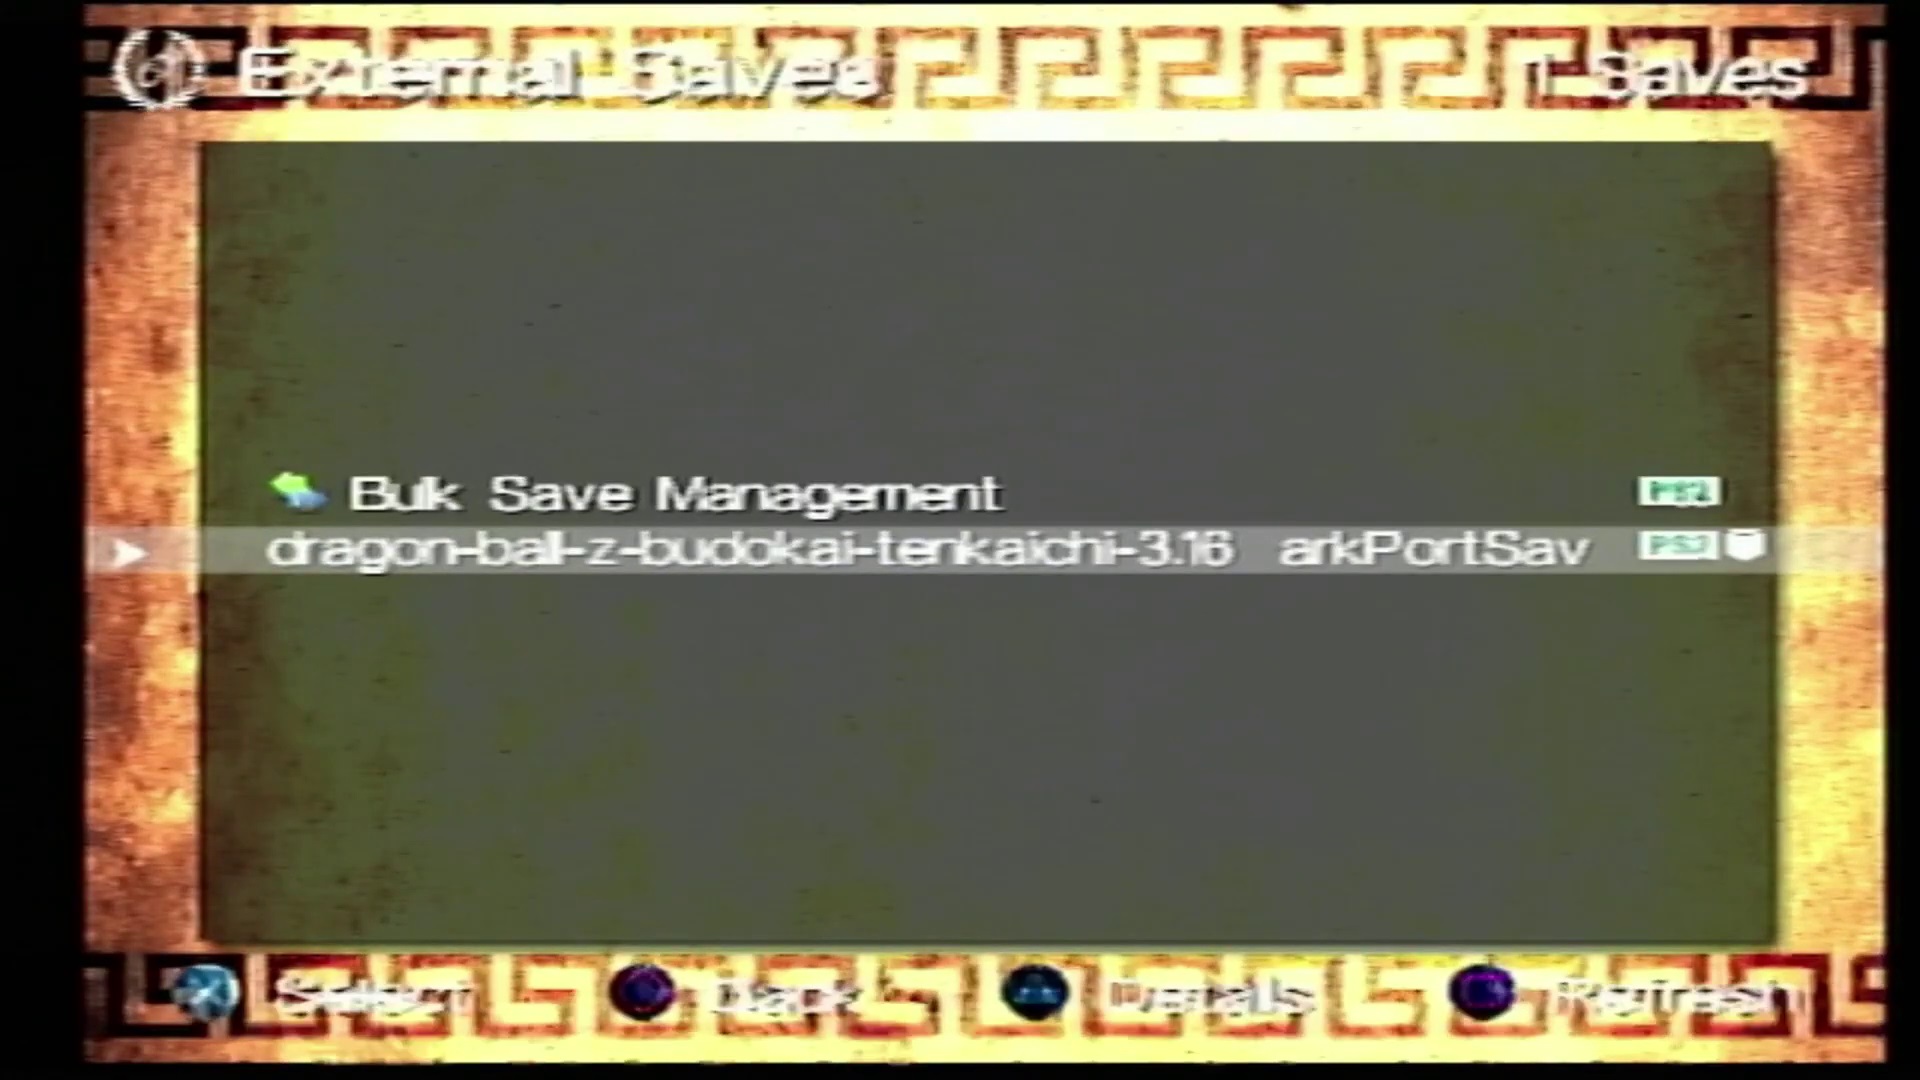 External Saves
1 Saves
Bulk Save Management PS2
dragon-ball-z-budokai-tenkaichi-3.16 arkPortSav PS2
Select Back Details Refresh